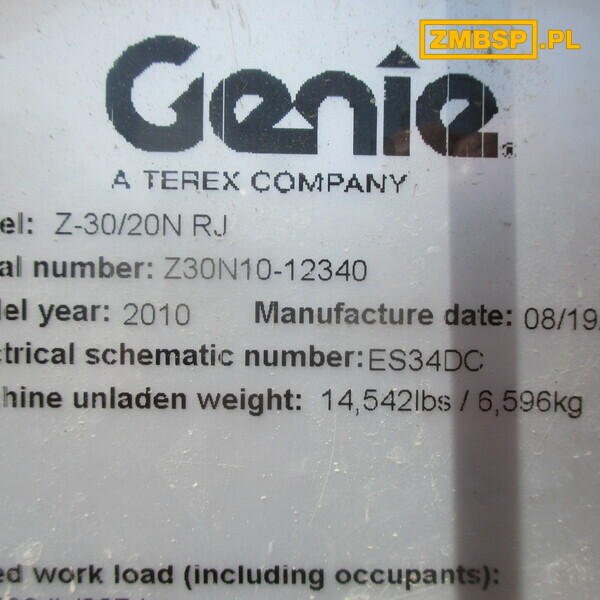 ZMBSP.PL
Genie
A TEREX COMPANY
el: Z-30/20N RJ
al number: Z30N10-12340
del year: 2010 Manufacture date: 08/19
ctrical schematic number: ES34DC
hine unladen weight: 14,542lbs / 6,596kg
ed work load (including occupants):